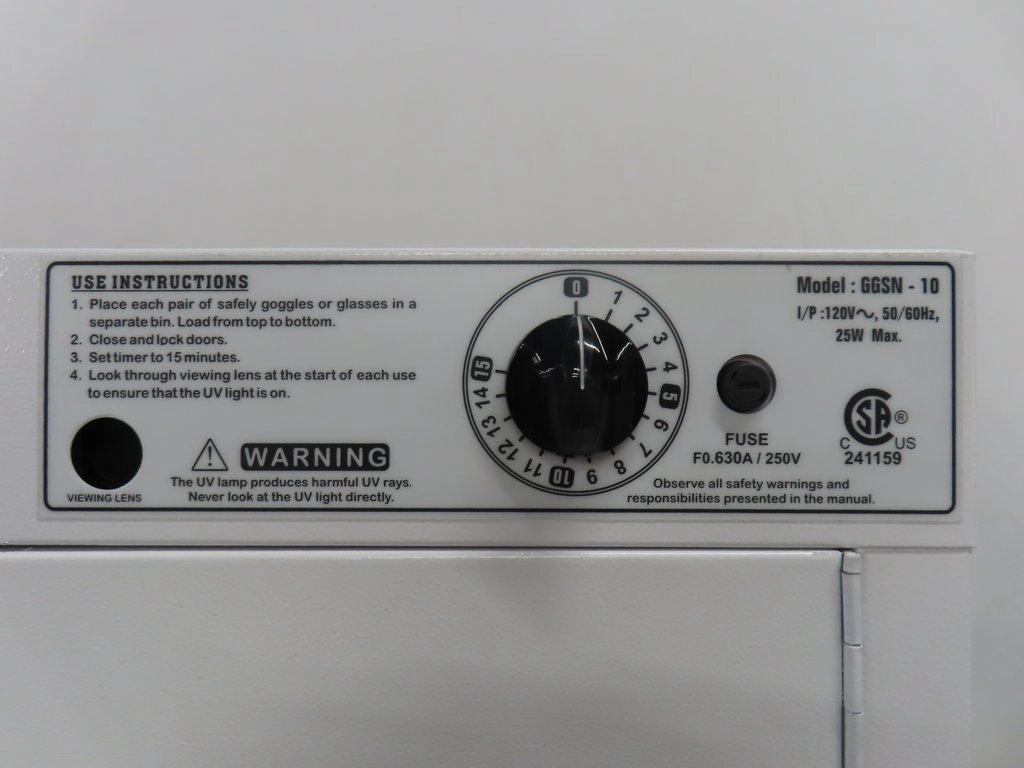 USE INSTRUCTIONS
1. Place each pair of safely goggles or glasses in a
separate bin. Load from top to bottom.
2. Close and lock doors.
3. Set timer to 15 minutes.
4. Look through viewing lens at the start of each use
to ensure that the UV light is on.
VIEWING LENS
WARNING
The UV lamp produces harmful UV rays.
Never look at the UV light directly.
0
1
2
3
4
5
6
7
8
9
10
11
12
13
14
15
FUSE
F0.630A / 250V
Model : GGSN - 10
I/P :120V～, 50/60Hz,
25W Max.
CSA ®
C US
241159
Observe all safety warnings and
responsibilities presented in the manual.